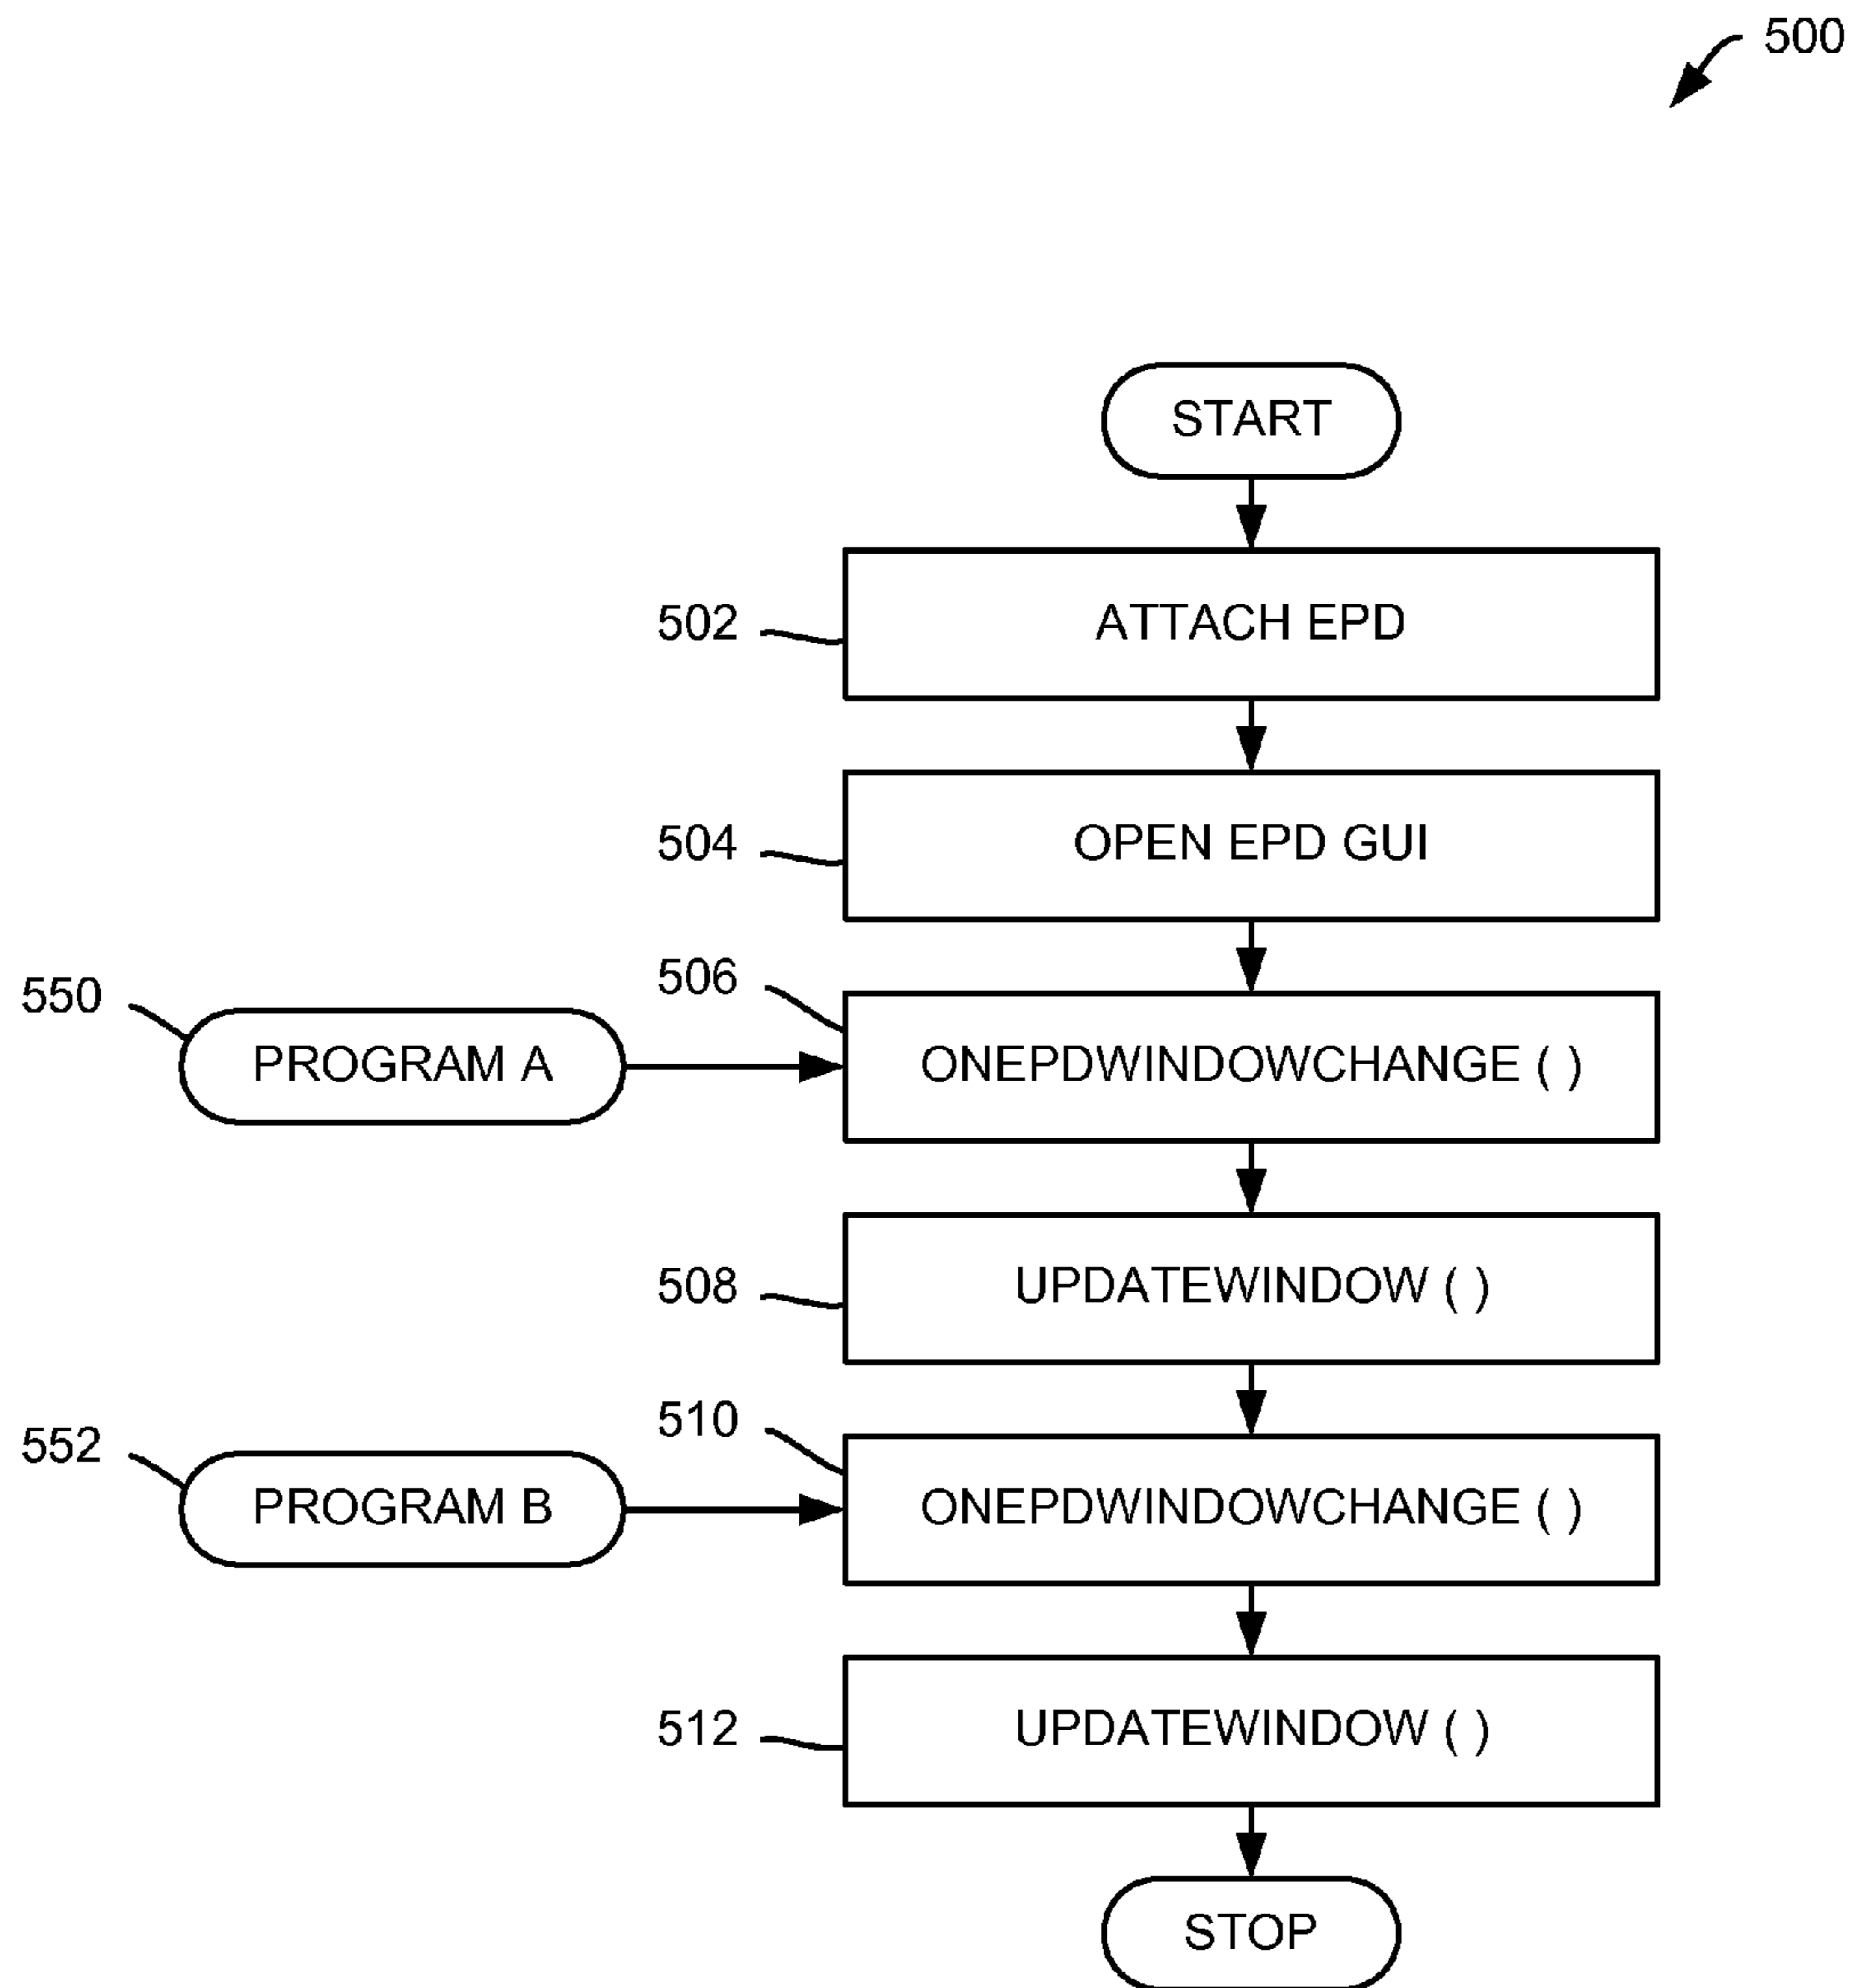 500
START
502 ATTACH EPD
504 OPEN EPD GUI
506
550
PROGRAM A ONEPDWINDOWCHANGE ( )
508 UPDATEWINDOW ( )
510
552
PROGRAM B ONEPDWINDOWCHANGE ( )
512 UPDATEWINDOW ( )
STOP